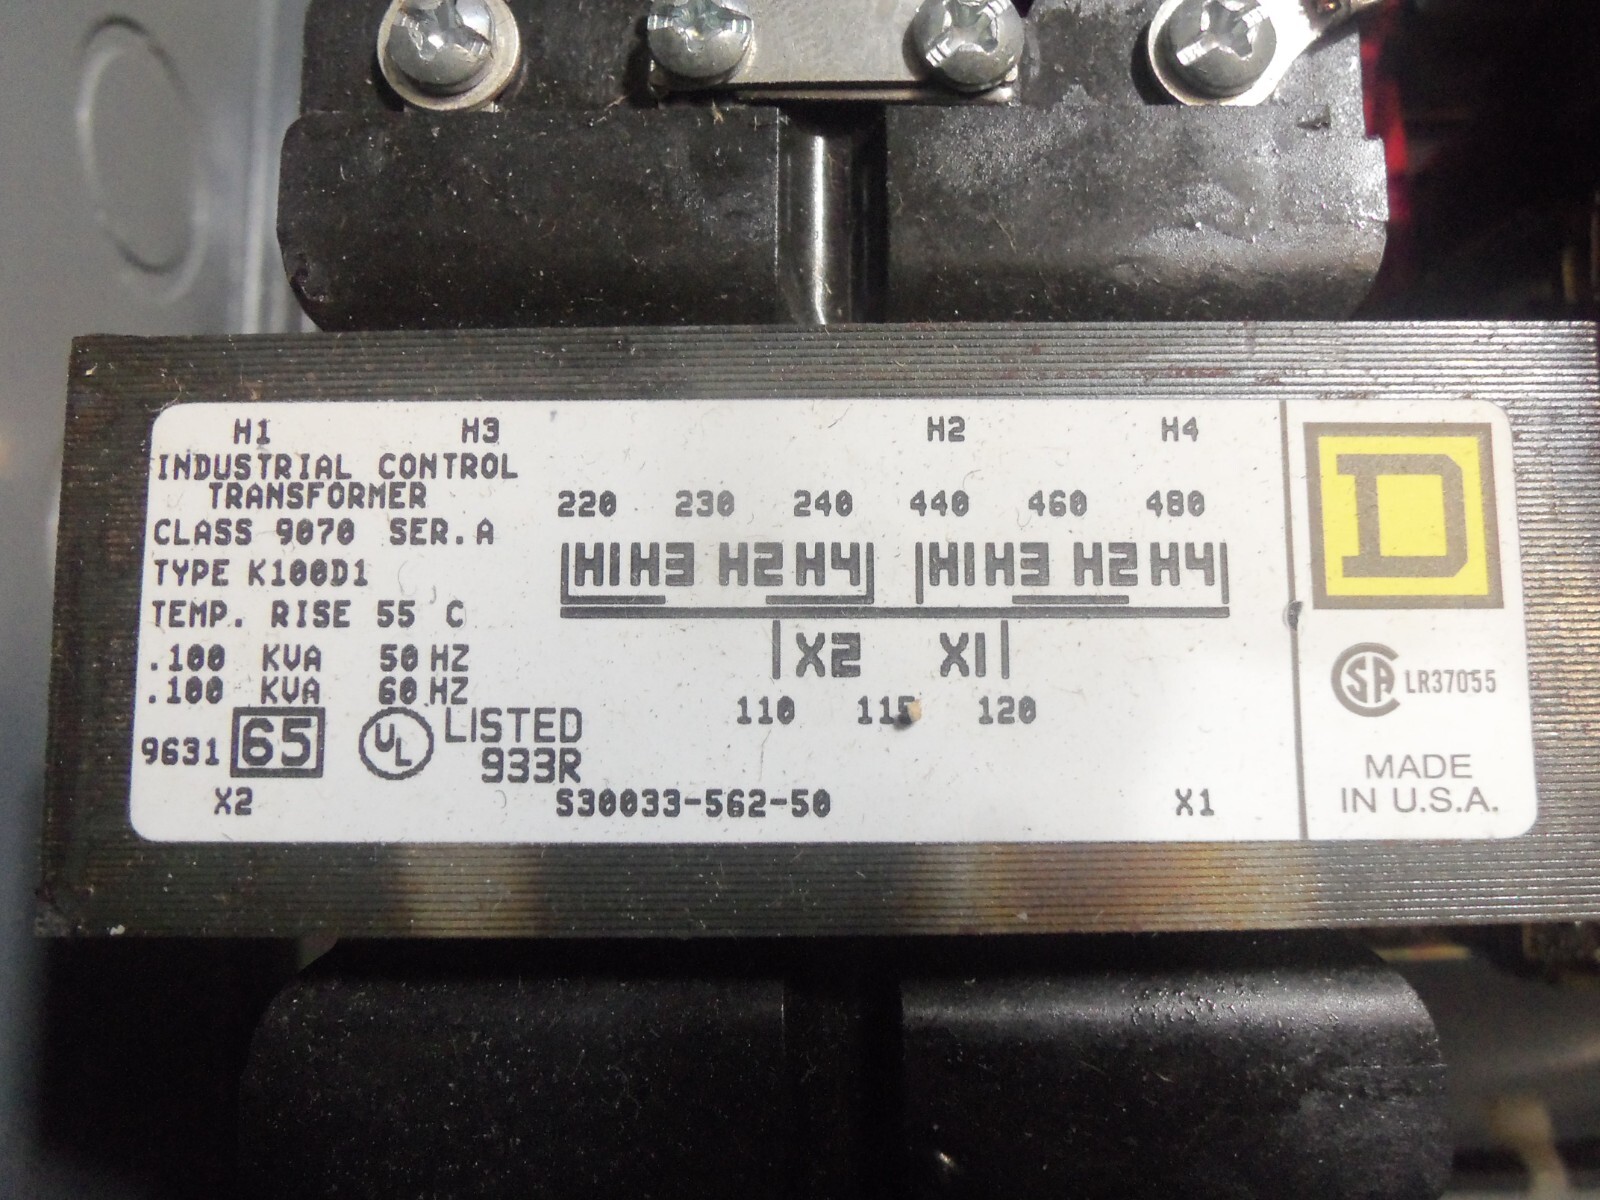 H1 H3 H2 H4
INDUSTRIAL CONTROL
TRANSFORMER
CLASS 9070 SER. A
TYPE K100D1
TEMP. RISE 55 C
.100 KVA 50 HZ
.100 KVA 60 HZ
9631 65 UL LISTED
933R
X2 S30033-562-50 X1
220 230 240 440 460 480
H1 H3 H2 H4 H1 H3 H2 H4
X2 X1
110 115 120
D
CSA LR37055
MADE
IN U.S.A.